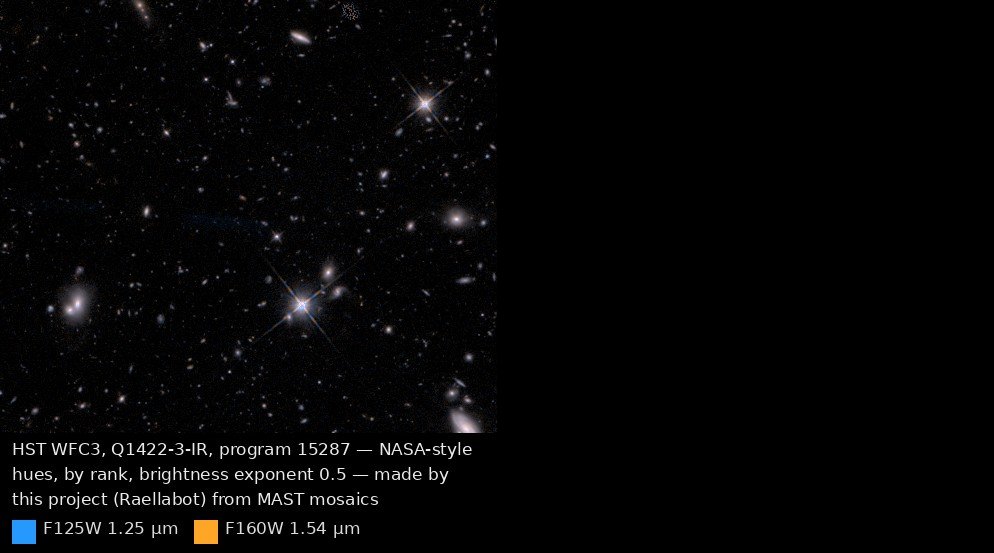 HST WFC3, Q1422-3-IR, program 15287 — NASA-style
hues, by rank, brightness exponent 0.5 — made by
this project (Raellabot) from MAST mosaics
F125W 1.25 µm F160W 1.54 µm